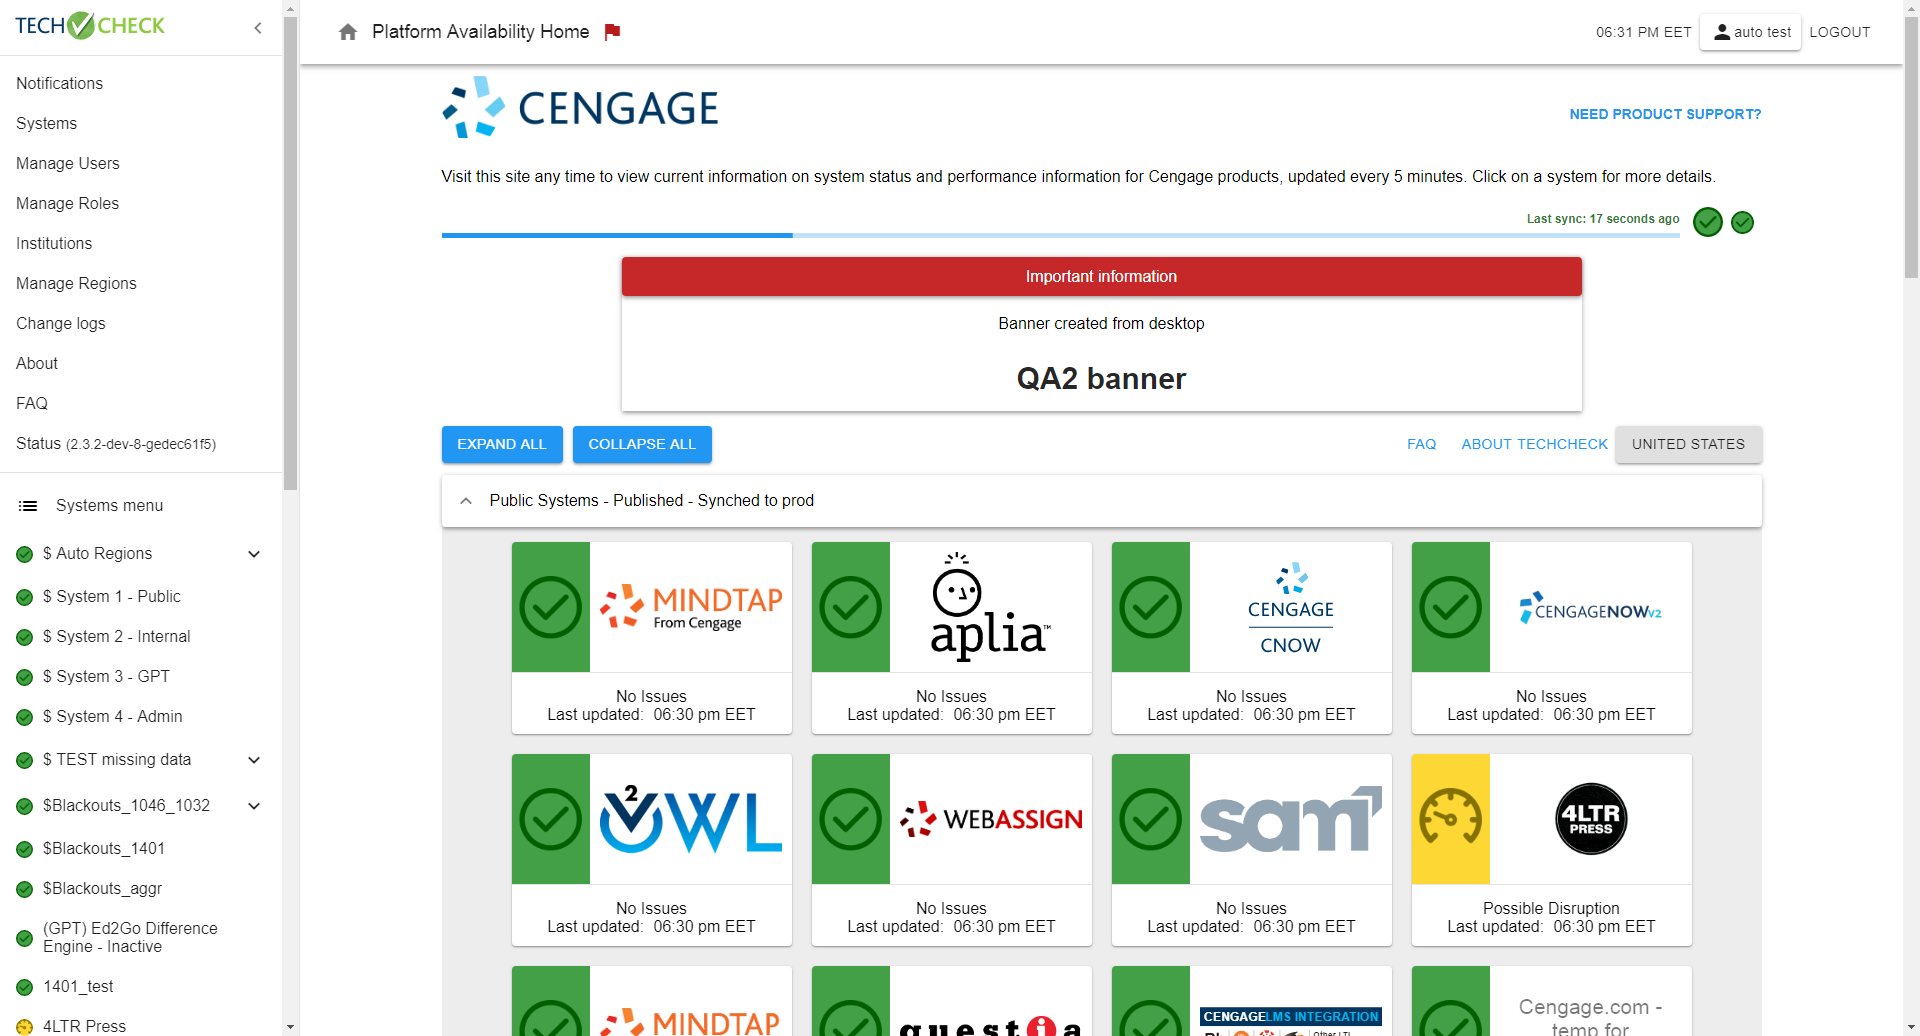 TECH CHECK
Notifications
Systems
Manage Users
Manage Roles
Institutions
Manage Regions
Change logs
About
FAQ
Status (2.3.2-dev-8-gedec61f5)
Systems menu
$ Auto Regions
$ System 1 - Public
$ System 2 - Internal
$ System 3 - GPT
$ System 4 - Admin
$ TEST missing data
$Blackouts_1046_1032
$Blackouts_1401
$Blackouts_aggr
(GPT) Ed2Go Difference
Engine - Inactive
1401_test
4LTR Press
Platform Availability Home
06:31 PM EET
auto test
LOGOUT
CENGAGE
NEED PRODUCT SUPPORT?
Visit this site any time to view current information on system status and performance information for Cengage products, updated every 5 minutes. Click on a system for more details.
Last sync: 17 seconds ago
Important information
Banner created from desktop
QA2 banner
EXPAND ALL
COLLAPSE ALL
FAQ
ABOUT TECHCHECK
UNITED STATES
Public Systems - Published - Synched to prod
MINDTAP
From Cengage
No Issues
Last updated: 06:30 pm EET
aplia™
No Issues
Last updated: 06:30 pm EET
CENGAGE
CNOW
No Issues
Last updated: 06:30 pm EET
CENGAGENOWv2
No Issues
Last updated: 06:30 pm EET
OWL
V2
No Issues
Last updated: 06:30 pm EET
WEBASSIGN
No Issues
Last updated: 06:30 pm EET
sam
No Issues
Last updated: 06:30 pm EET
4LTR
PRESS
Possible Disruption
Last updated: 06:30 pm EET
MINDTAP
questia
CENGAGELMS INTEGRATION
Other LTI
Cengage.com -
temp for